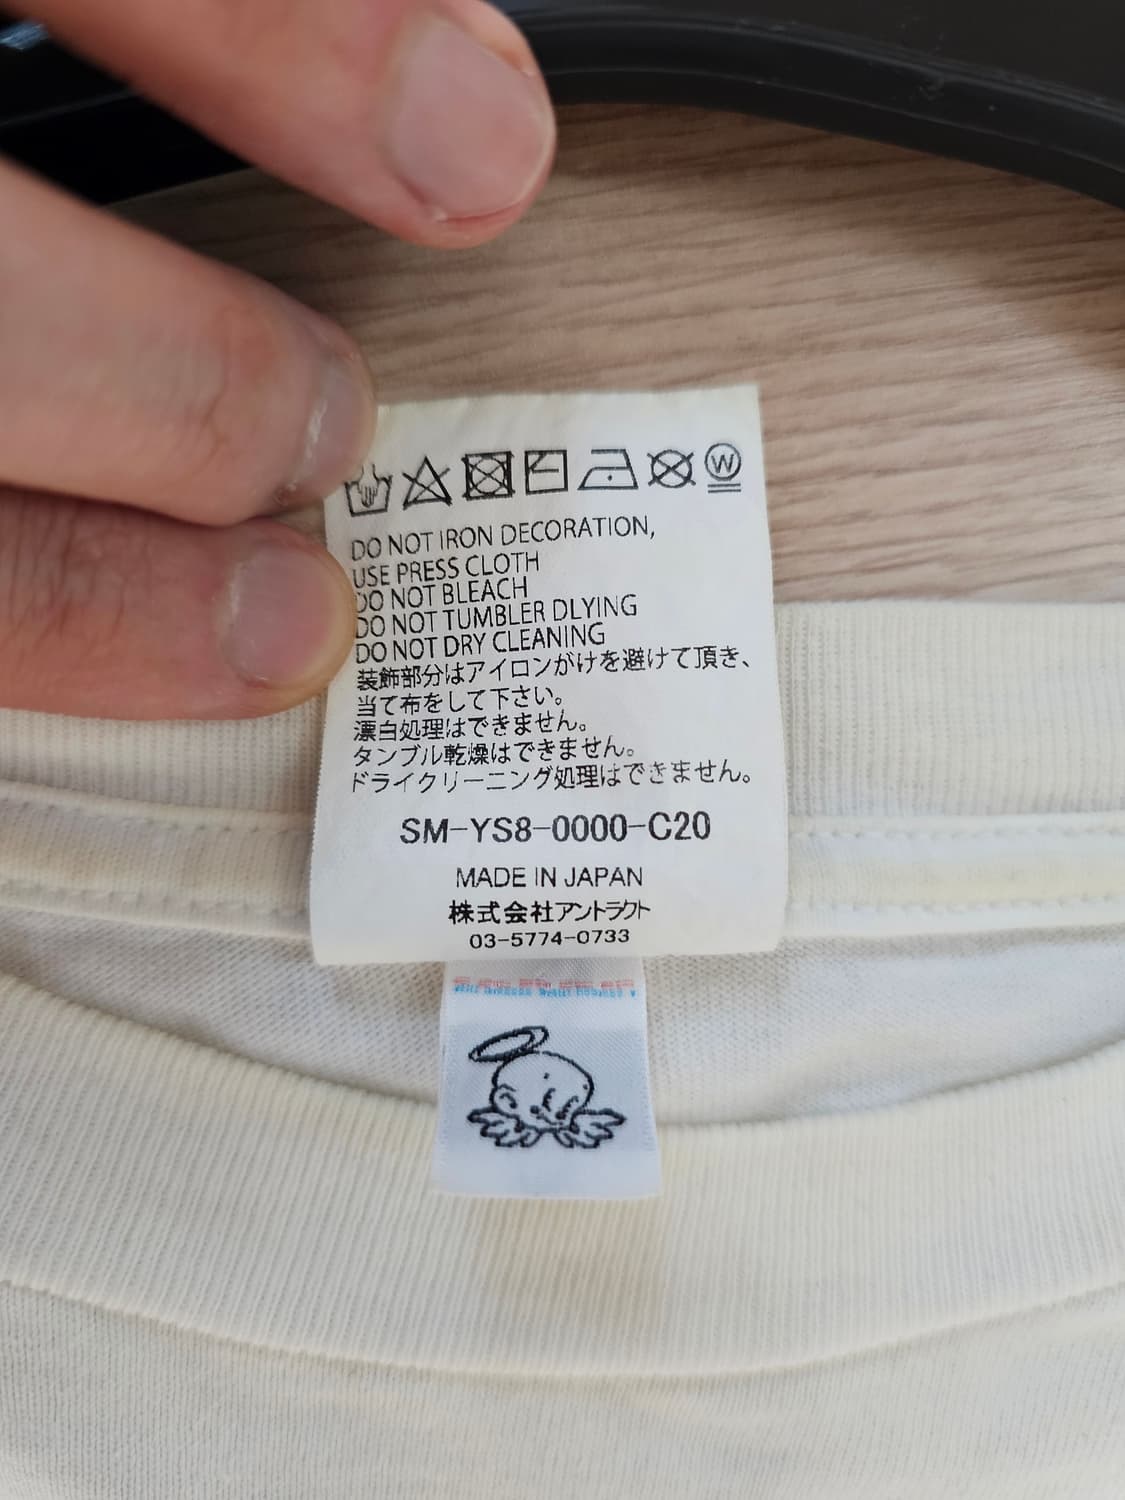 W
DO NOT IRON DECORATION,
USE PRESS CLOTH
DO NOT BLEACH
DO NOT TUMBLER DLYING
DO NOT DRY CLEANING
装飾部分はアイロンがけを避けて頂き、
当て布をして下さい。
漂白処理はできません。
タンブル乾燥はできません。
ドライクリーニング処理はできません。
SM-YS8-0000-C20
MADE IN JAPAN
株式会社アントラクト
03-5774-0733